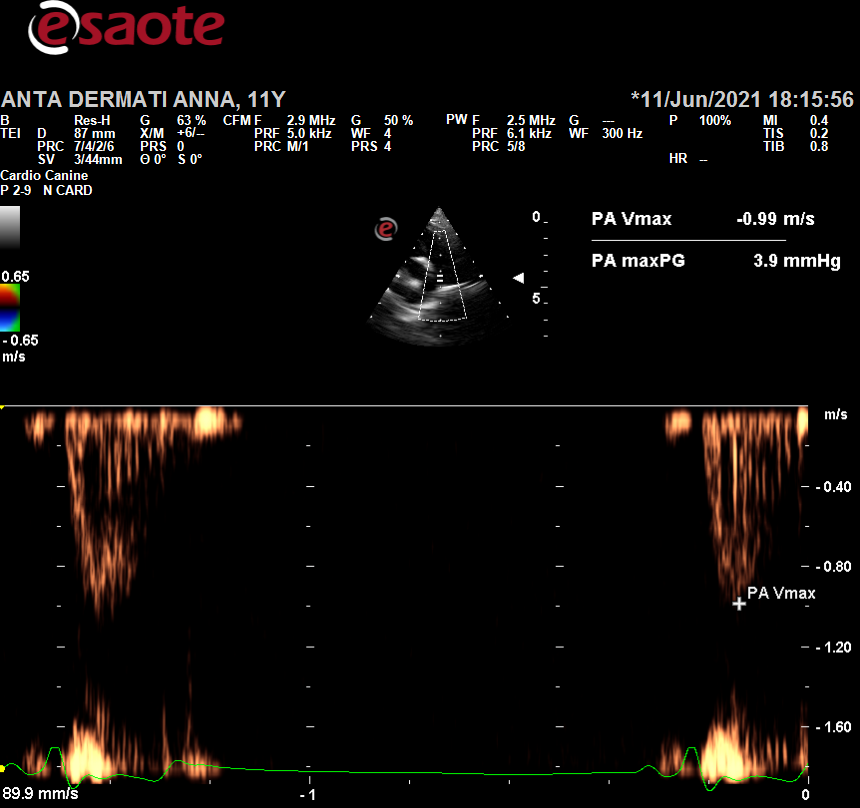 esaote
ANTA DERMATI ANNA, 11Y *11/Jun/2021 18:15:56
B Res-H G 63 % CFM F 2.9 MHz G 50 % PW F 2.5 MHz G --- P 100% MI 0.4
TEI D 87 mm X/M +6/-- PRF 5.0 kHz WF 4 PRF 6.1 kHz WF 300 Hz TIS 0.2
PRC 7/4/2/6 PRS 0 PRC M/1 PRS 4 PRC 5/8 TIB 0.8
SV 3/44mm Θ 0° S 0° HR --
Cardio Canine
P 2-9 N CARD
e
0
PA Vmax -0.99 m/s
PA maxPG 3.9 mmHg
0.65
5
-0.65
m/s
m/s
-0.40
-0.80
PA Vmax
-1.20
-1.60
89.9 mm/s -1 0